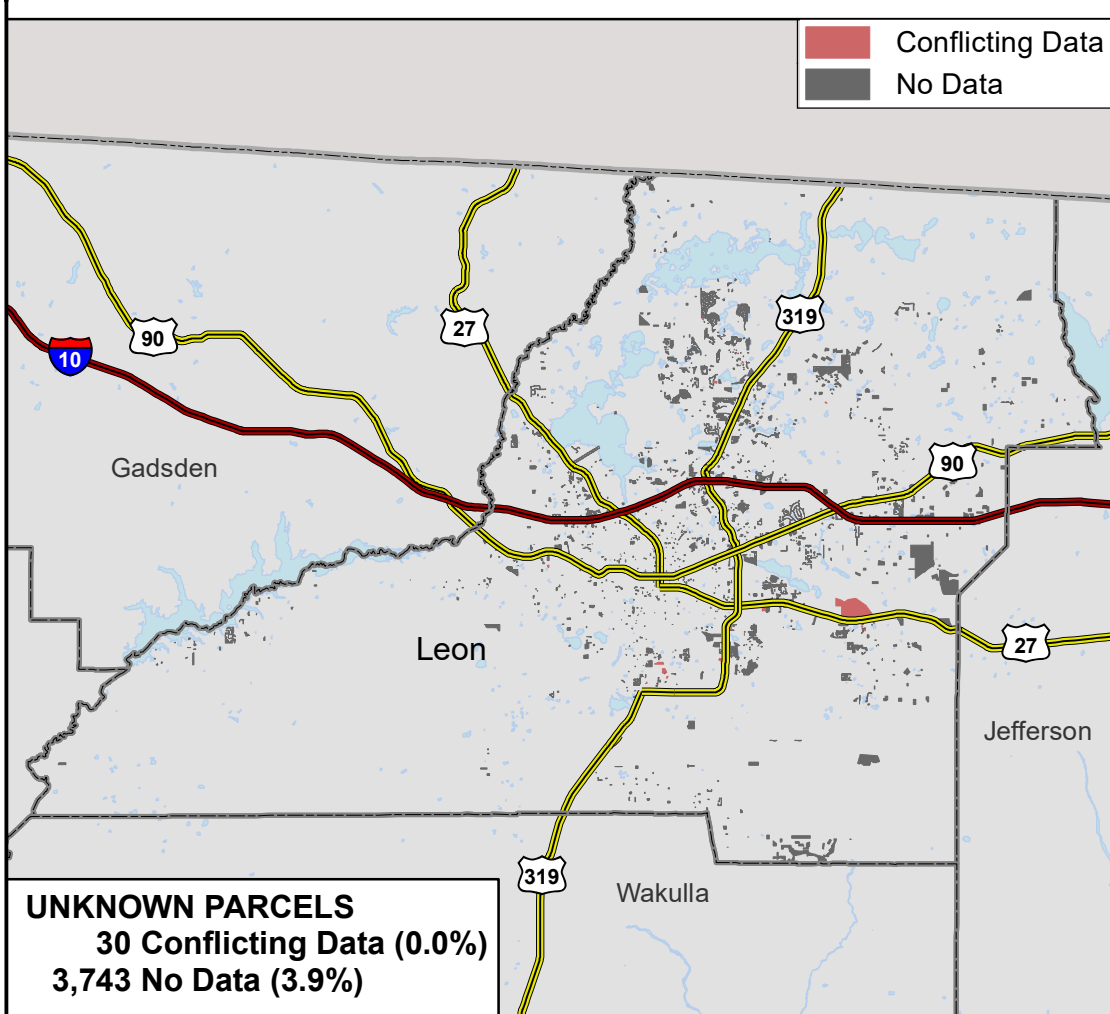 Conflicting Data
No Data
319
27
90
10
90
Gadsden
27
Leon
Jefferson
319
Wakulla
UNKNOWN PARCELS
30 Conflicting Data (0.0%)
3,743 No Data (3.9%)